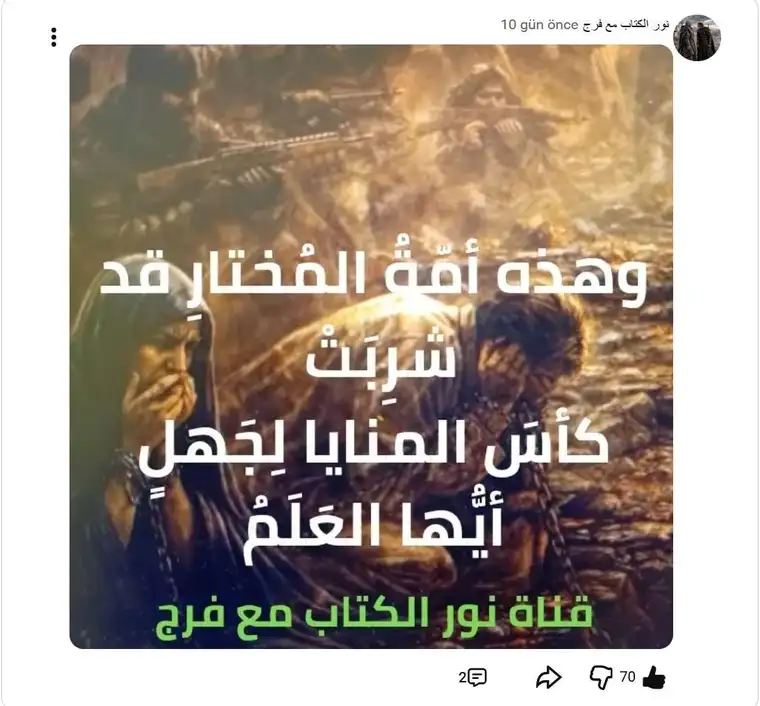 نور الكتاب مع فرج 10 gün önce
وهذه أمّةُ المُختارِ قد
شرِبَتْ
كأسَ المنايا لِجَهلٍ
أيُّها العَلَمُ
قناة نور الكتاب مع فرج
70
2